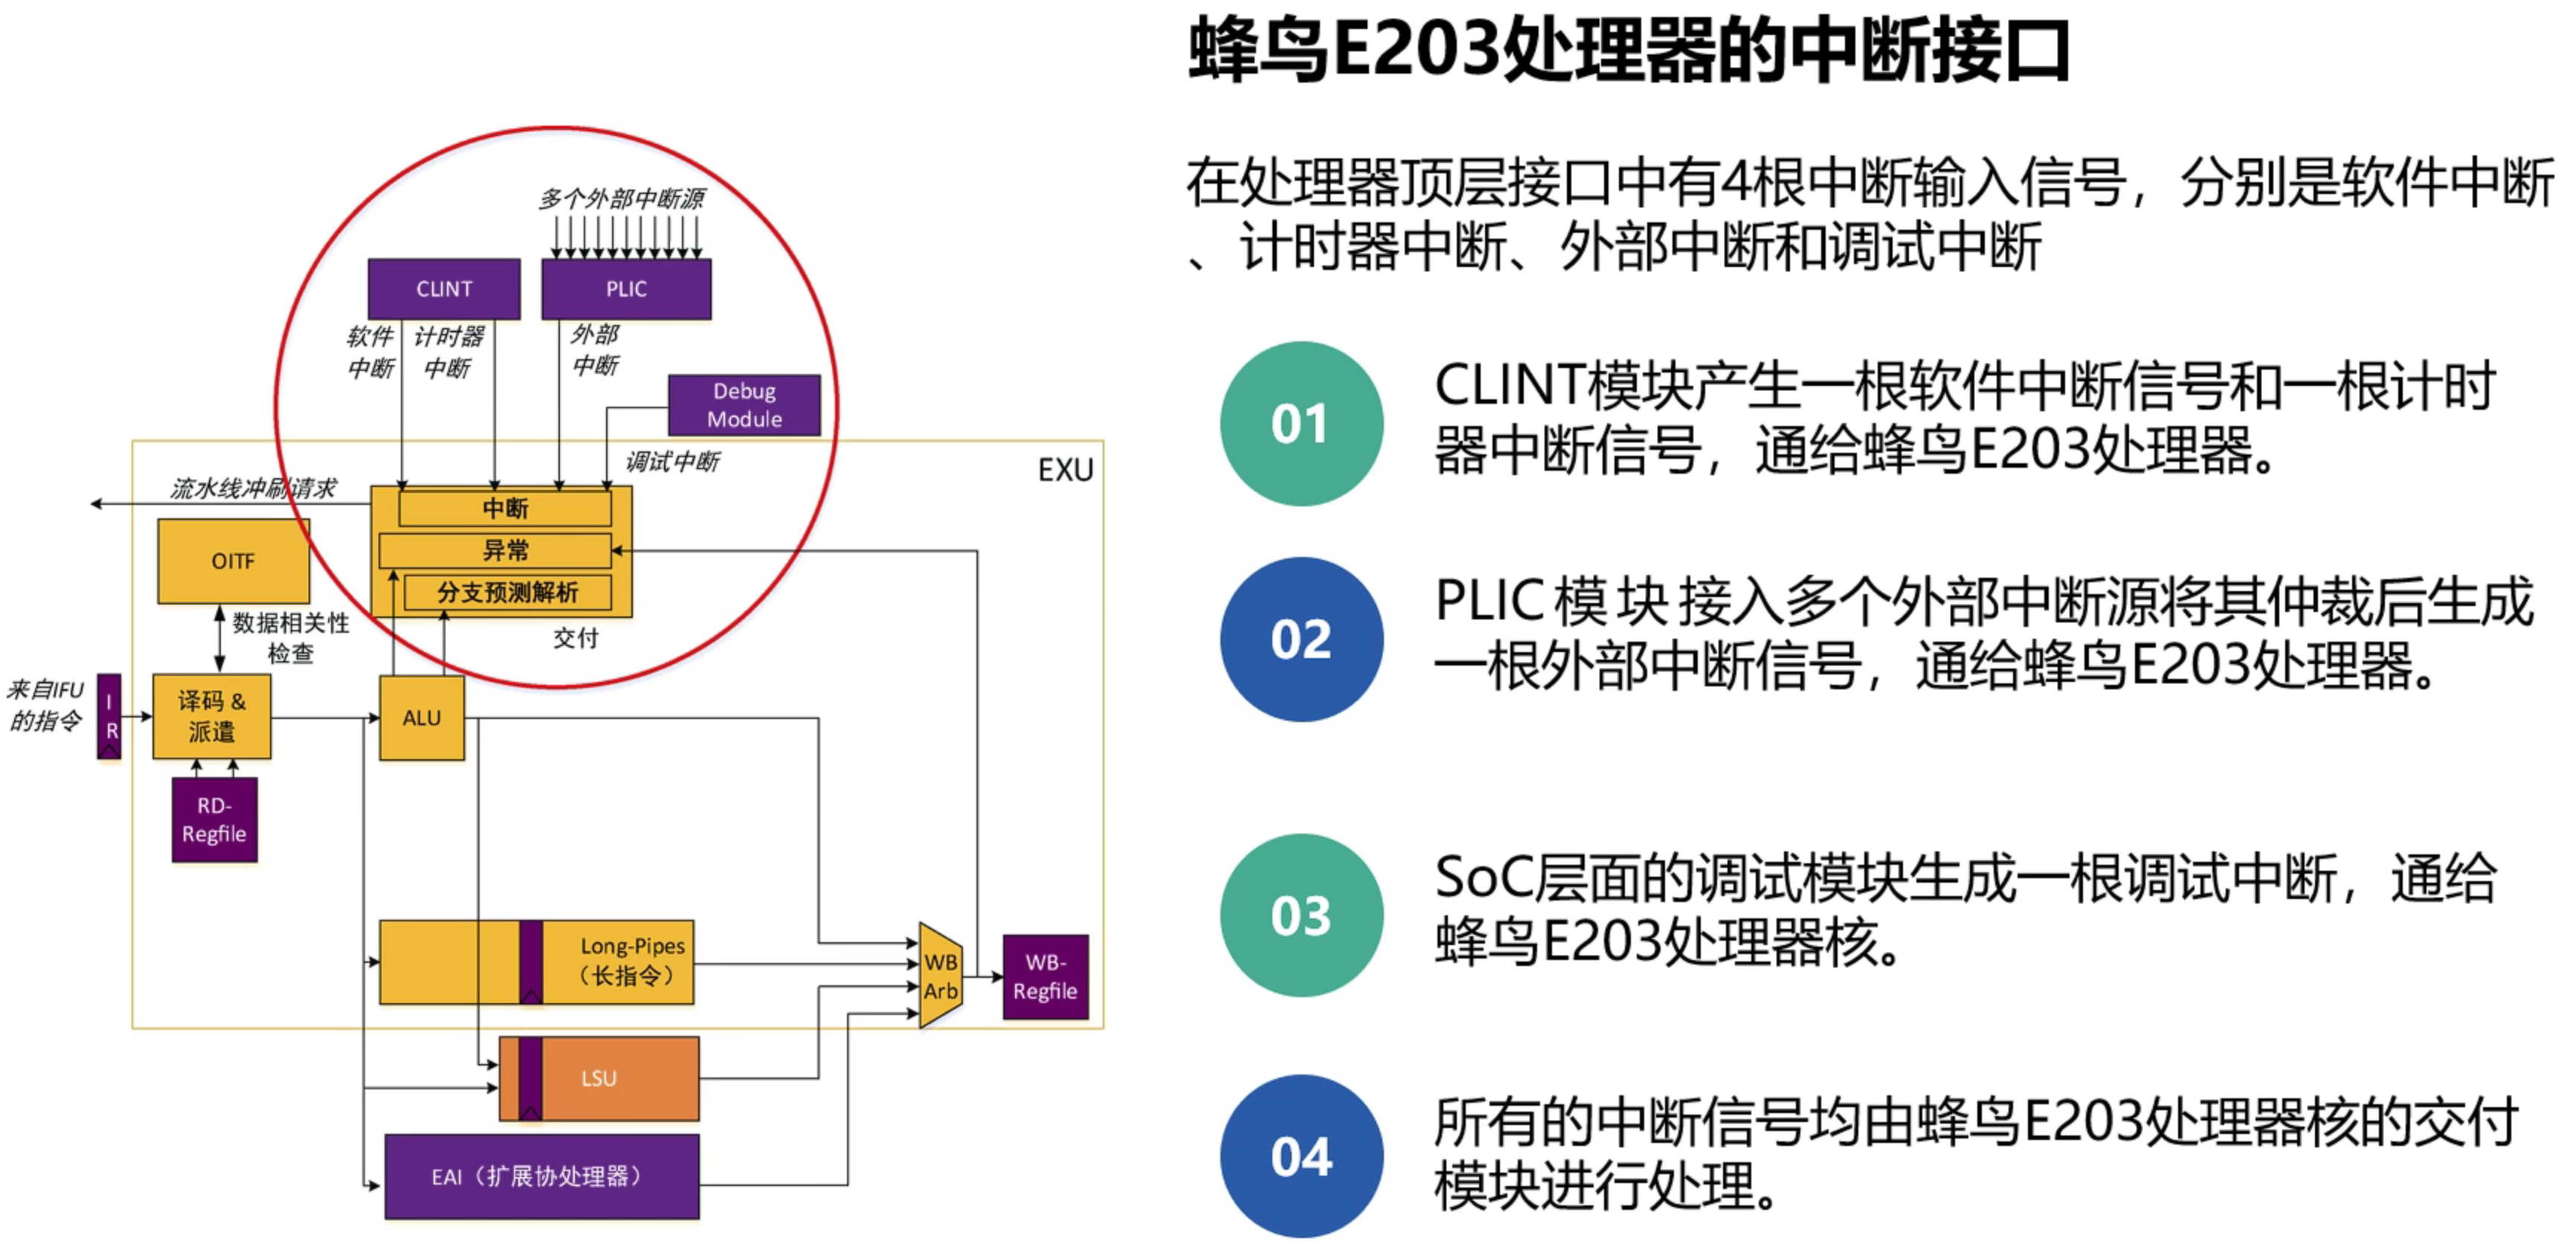 蜂鸟E203处理器的中断接口
在处理器顶层接口中有4根中断输入信号，分别是软件中断
、计时器中断、外部中断和调试中断
01
CLINT模块产生一根软件中断信号和一根计时
器中断信号，通给蜂鸟E203处理器。
02
PLIC模块接入多个外部中断源将其仲裁后生成
一根外部中断信号，通给蜂鸟E203处理器。
03
SoC层面的调试模块生成一根调试中断，通给
蜂鸟E203处理器核。
04
所有的中断信号均由蜂鸟E203处理器核的交付
模块进行处理。
多个外部中断源
CLINT
PLIC
软件
中断
计时器
中断
外部
中断
Debug
Module
调试中断
EXU
流水线冲刷请求
中断
异常
分支预测解析
交付
OITF
数据相关性
检查
来自IFU
的指令
I
R
译码 &
派遣
ALU
RD-
Regfile
Long-Pipes
（长指令）
WB
Arb
WB-
Regfile
LSU
EAI（扩展协处理器）